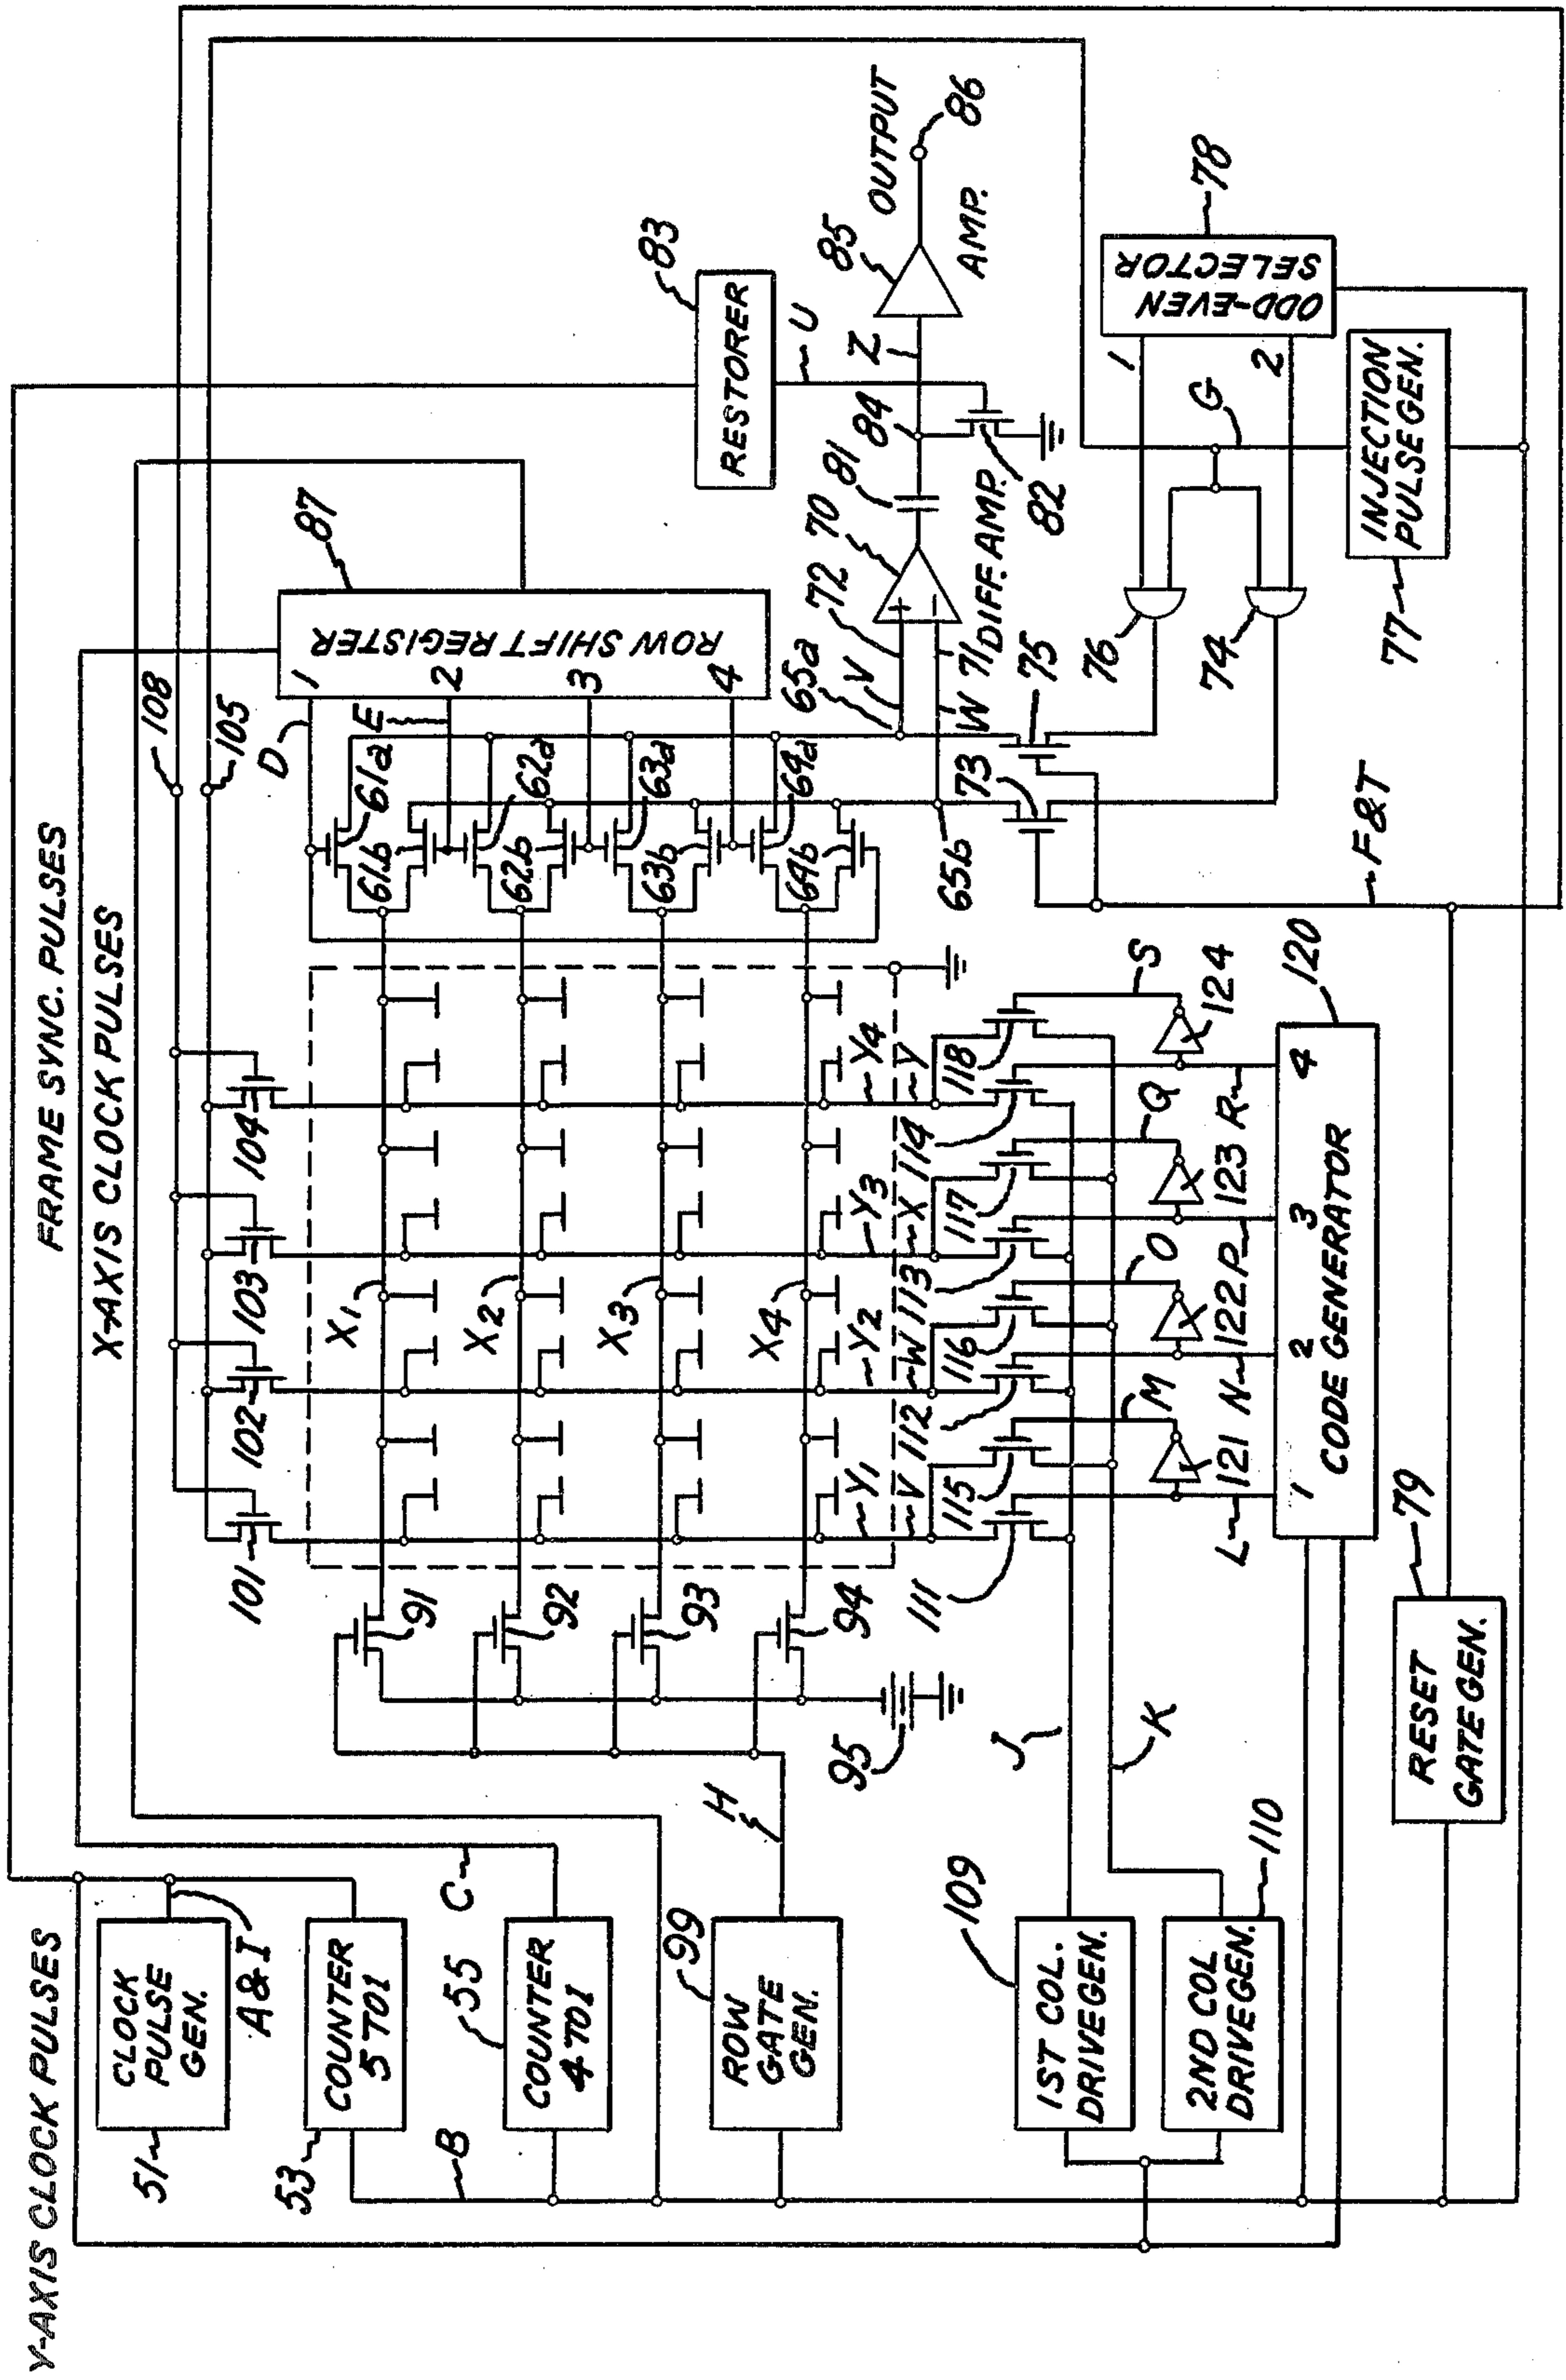 Y-AXIS CLOCK PULSES
FRAME SYNC. PULSES
X-AXIS CLOCK PULSES
CLOCK
PULSE
GEN.
51
A & I
COUNTER
5 TO 1
53
B
C
COUNTER
4 TO 1
55
ROW
GATE
GEN.
99
H
1ST COL.
DRIVE GEN.
109
2ND COL
DRIVE GEN.
110
J
K
RESET
GATE GEN.
79
95
91
92
93
94
101
102
103
104
108
105
X1
X2
X3
X4
Y1
Y2
Y3
Y4
V
W
X
Y
111
115
112
116
113
117
114
118
L
M
N
O
P
Q
R
S
121
122
123
124
1
2
3
4
CODE GENERATOR
120
D
E
61a
61b
62a
62b
63a
63b
64a
64b
1
2
3
4
ROW SHIFT REGISTER
87
65a
65b
V
W
72
71
+
−
70
DIFF. AMP.
81
84
82
Z
U
RESTORER
83
85
AMP.
OUTPUT
86
73
75
F & T
76
74
G
1
2
ODD-EVEN
SELECTOR
78
INJECTION
PULSE GEN.
77